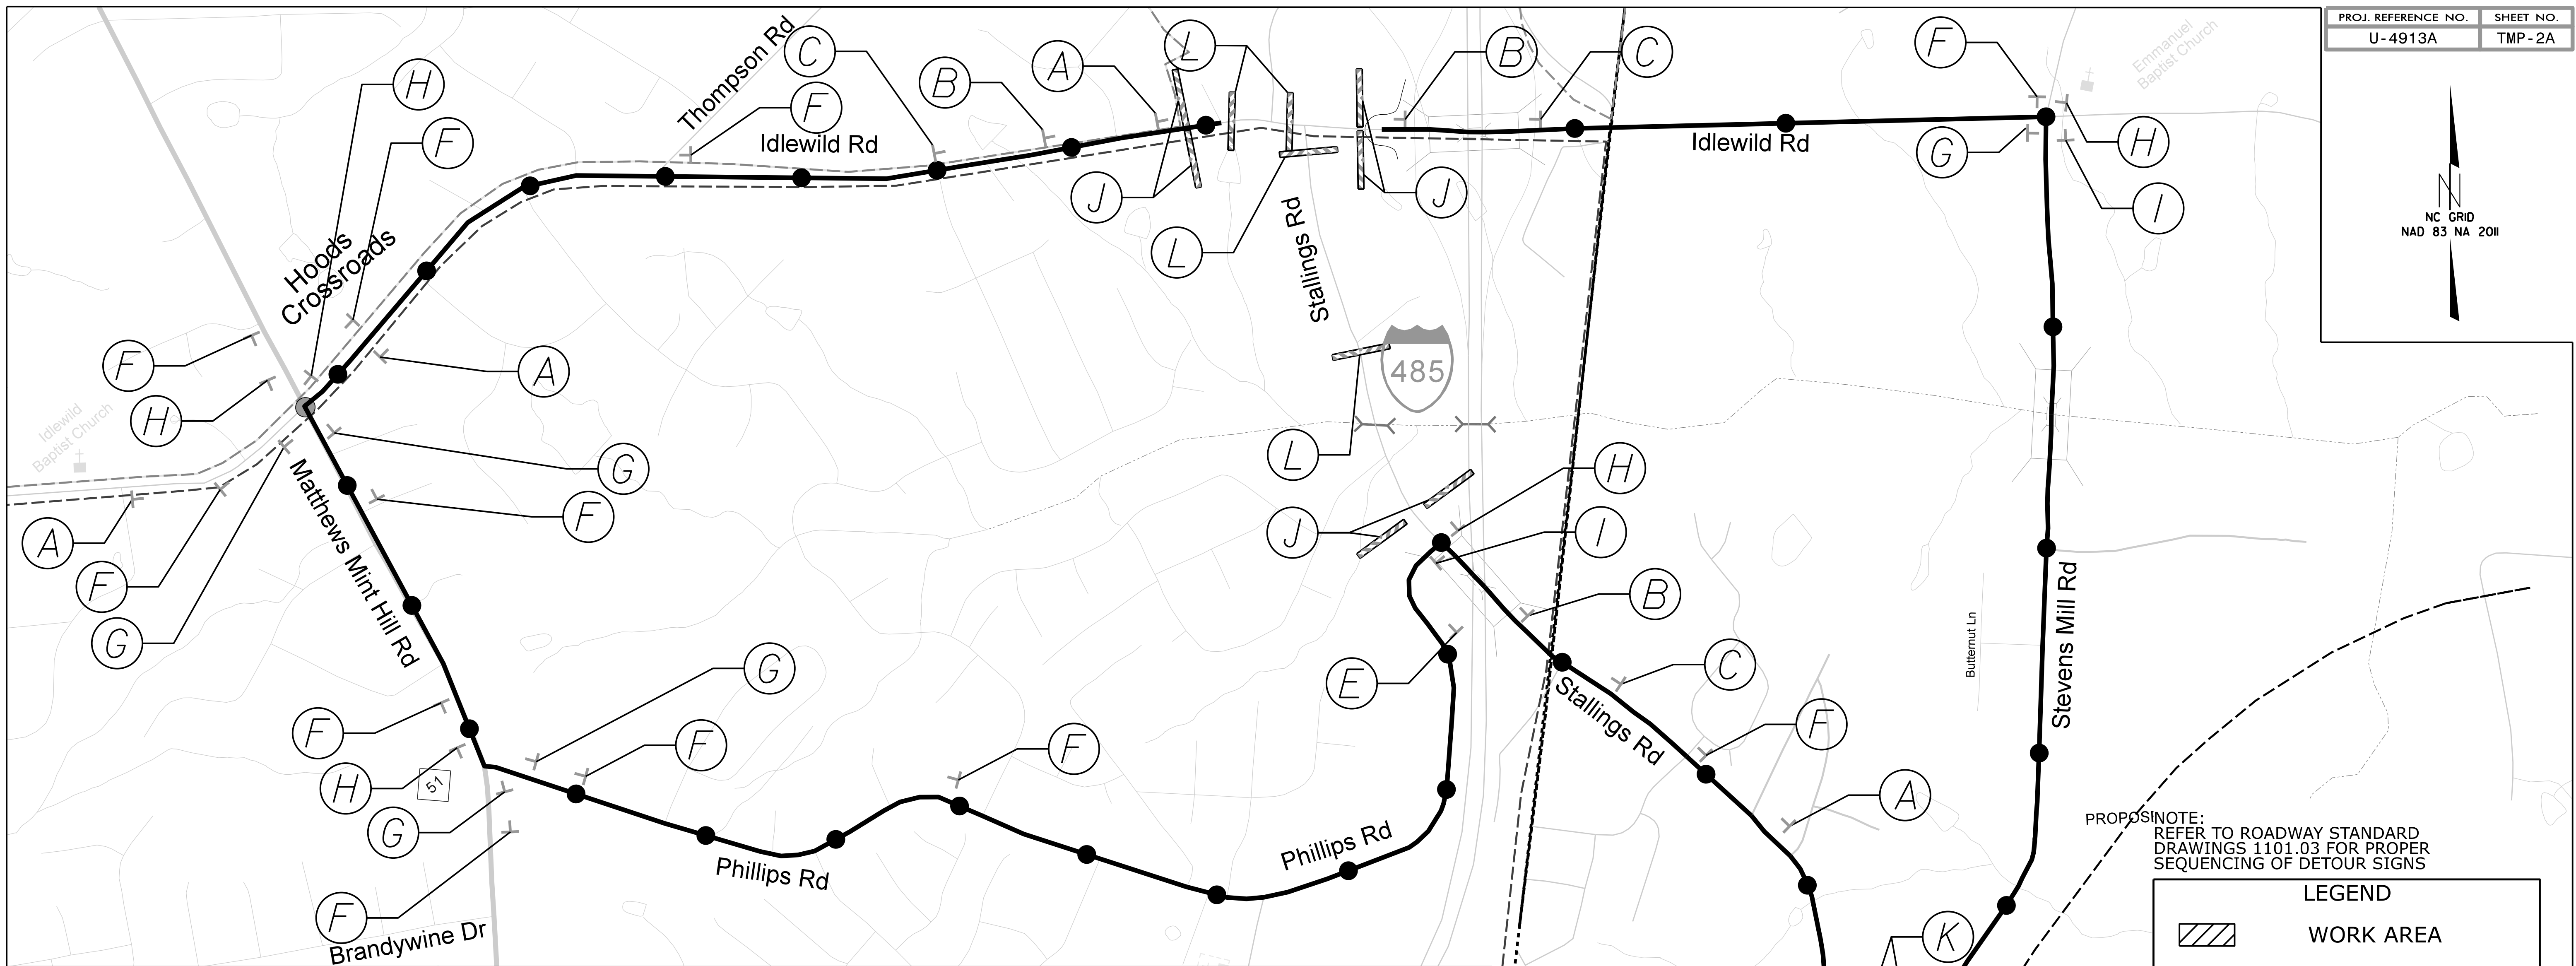 PROJ. REFERENCE NO.
SHEET NO.
U-4913A
TMP-2A
NC GRID
NAD 83 NA 2011
Emmanuel
Baptist Church
Thompson Rd
Idlewild Rd
Idlewild Rd
C
B
A
L
B
C
F
H
F
F
G
H
I
J
L
J
Stallings Rd
Hoods
Crossroads
H
F
F
H
A
485
L
Idlewild
Baptist Church
G
F
A
F
G
Matthews Mint Hill Rd
J
H
I
B
E
C
F
A
Stallings Rd
Butternut Ln
Stevens Mill Rd
G
F
F
F
H
51
G
F
Phillips Rd
Phillips Rd
Brandywine Dr
K
PROPOSI
NOTE:
REFER TO ROADWAY STANDARD
DRAWINGS 1101.03 FOR PROPER
SEQUENCING OF DETOUR SIGNS
LEGEND
WORK AREA